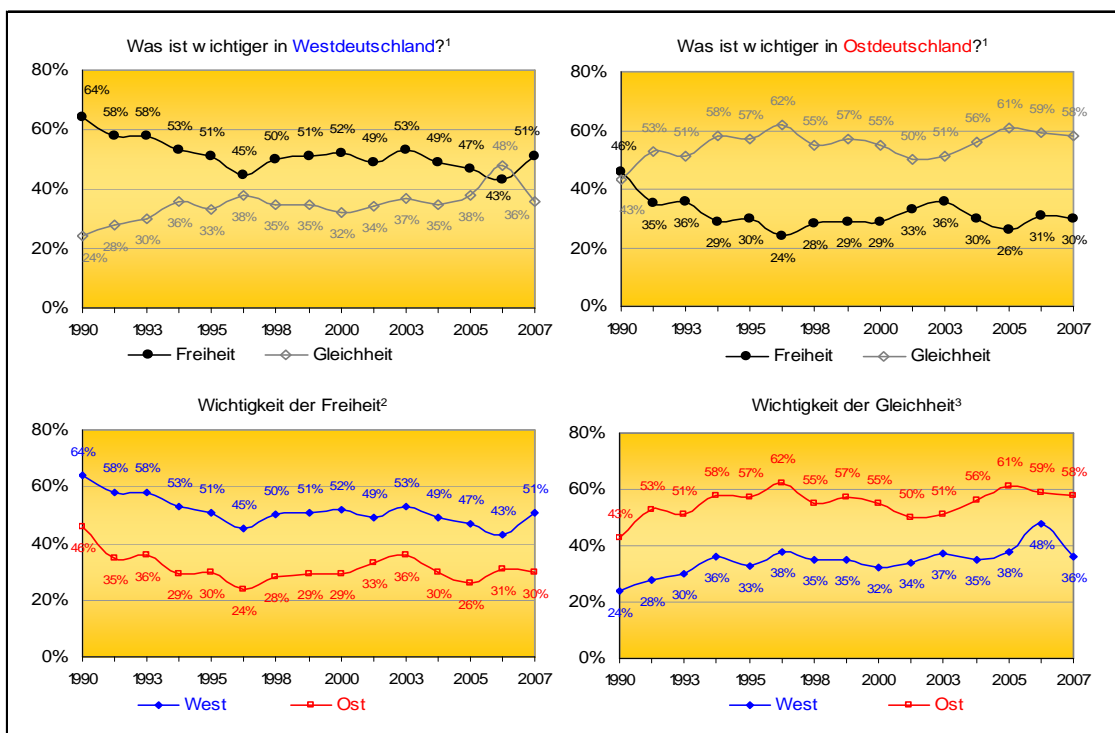 Was ist wichtiger in Westdeutschland?¹
80%
60%
40%
20%
0%
64% 58% 58% 53% 51% 45% 50% 51% 52% 49% 53% 49% 47% 43% 51%
24% 28% 30% 36% 33% 38% 35% 35% 32% 34% 37% 35% 38% 48% 36%
1990 1993 1995 1998 2000 2003 2005 2007
Freiheit Gleichheit
Was ist wichtiger in Ostdeutschland?¹
80%
60%
40%
20%
0%
43% 53% 51% 58% 57% 62% 55% 57% 55% 50% 51% 56% 61% 59% 58%
46% 35% 36% 29% 30% 24% 28% 29% 29% 33% 36% 30% 26% 31% 30%
1990 1993 1995 1998 2000 2003 2005 2007
Freiheit Gleichheit
Wichtigkeit der Freiheit²
80%
60%
40%
20%
0%
64% 58% 58% 53% 51% 45% 50% 51% 52% 49% 53% 49% 47% 43% 51%
46% 35% 36% 29% 30% 24% 28% 29% 29% 33% 36% 30% 26% 31% 30%
1990 1993 1995 1998 2000 2003 2005 2007
West Ost
Wichtigkeit der Gleichheit³
80%
60%
40%
20%
0%
43% 53% 51% 58% 57% 62% 55% 57% 55% 50% 51% 56% 61% 59% 58%
24% 28% 30% 36% 33% 38% 35% 35% 32% 34% 37% 35% 38% 48% 36%
1990 1993 1995 1998 2000 2003 2005 2007
West Ost